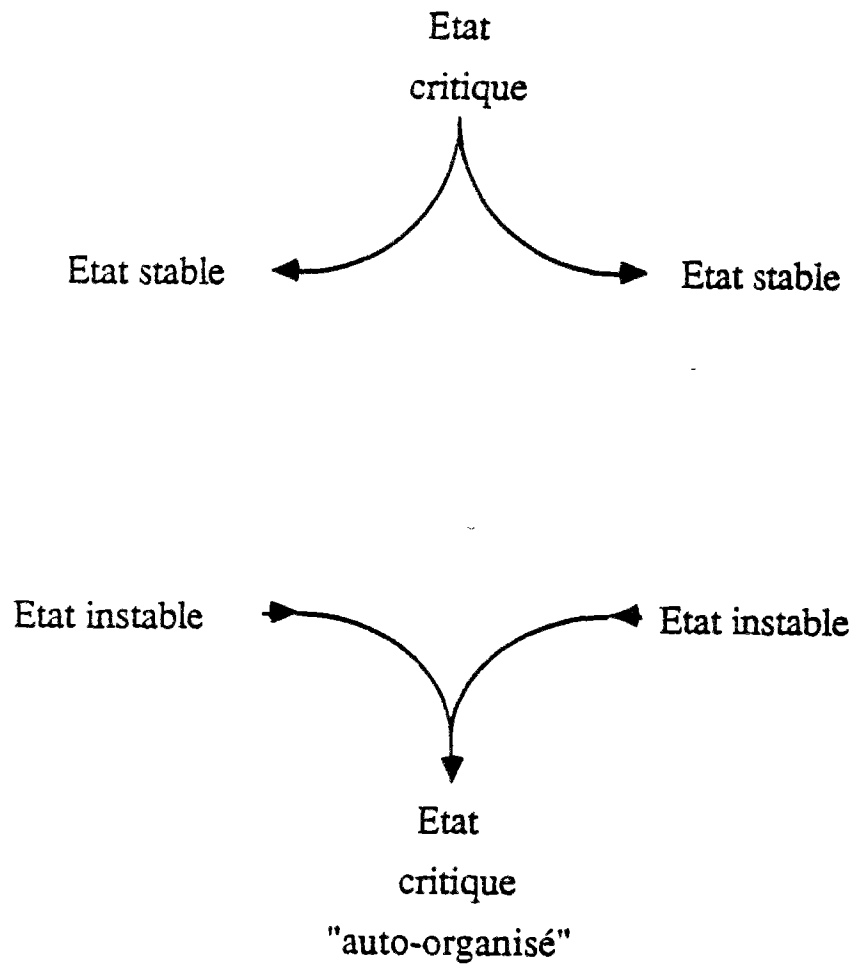 Etat
critique
Etat stable
Etat stable
Etat instable
Etat instable
Etat
critique
"auto-organisé"